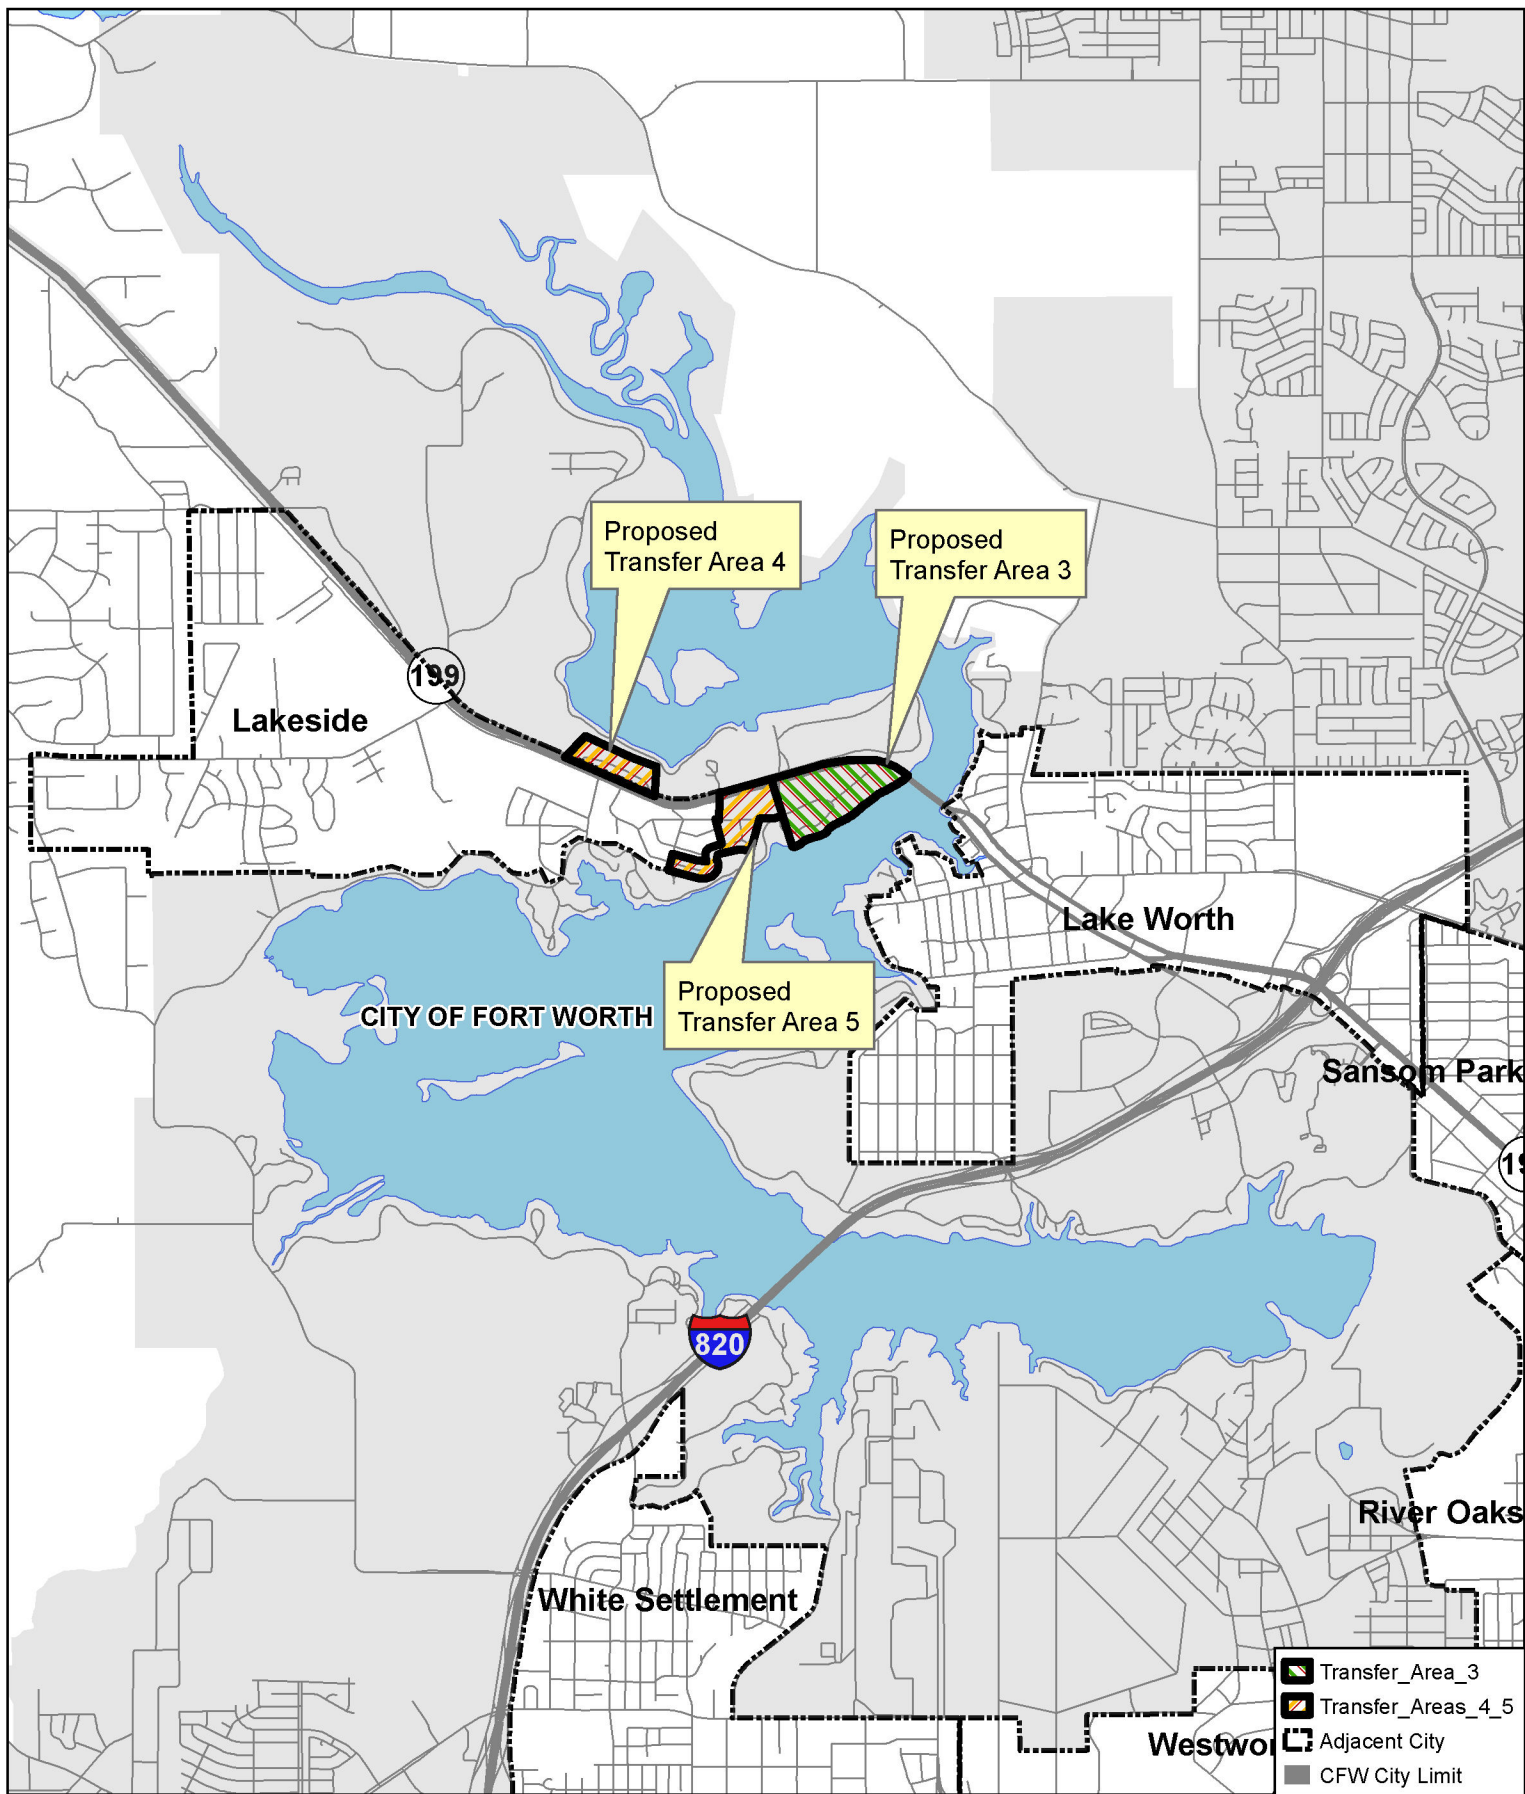 Proposed
Transfer Area 4
Proposed
Transfer Area 3
199
Lakeside
Lake Worth
CITY OF FORT WORTH
Proposed
Transfer Area 5
Sansom Park
820
River Oaks
White Settlement
Transfer_Area_3
Transfer_Areas_4_5
Adjacent City
CFW City Limit